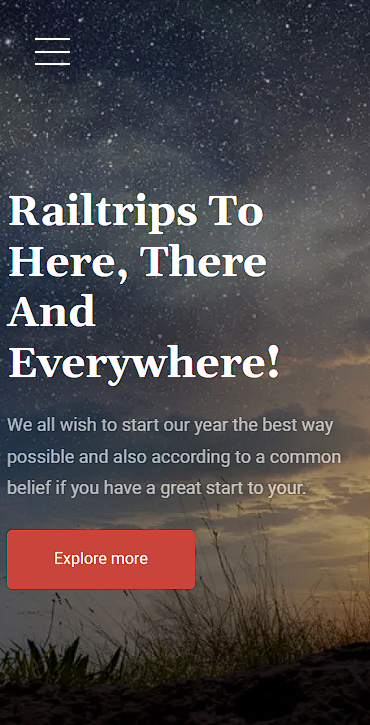 Railtrips To
Here, There
And
Everywhere!
We all wish to start our year the best way
possible and also according to a common
belief if you have a great start to your.
Explore more